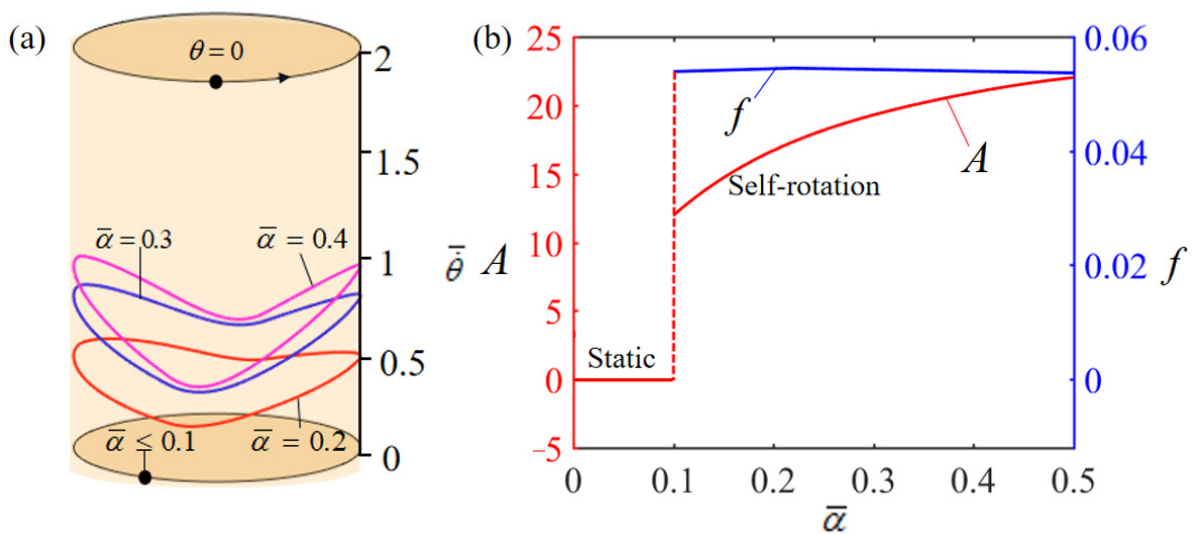 (a)
θ = 0
2
1.5
ᾱ = 0.3
ᾱ = 0.4
1
0.5
ᾱ ≤ 0.1
ᾱ = 0.2
0
θ̇̄
(b)
25
20
15
10
5
0
−5
A
0.06
0.04
0.02
0
f
f
A
Self-rotation
Static
0
0.1
0.2
0.3
0.4
0.5
ᾱ